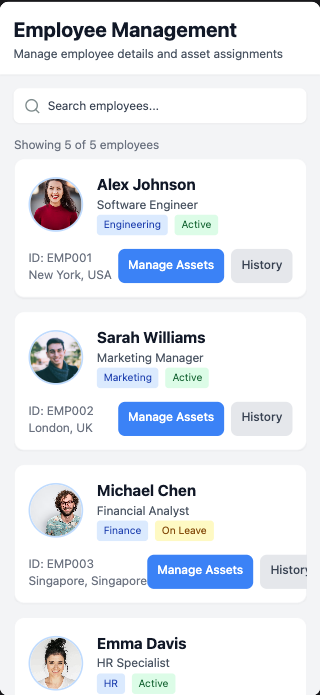 Employee Management
Manage employee details and asset assignments
Search employees...
Showing 5 of 5 employees
Alex Johnson
Software Engineer
Engineering Active
ID: EMP001
New York, USA
Manage Assets History
Sarah Williams
Marketing Manager
Marketing Active
ID: EMP002
London, UK
Manage Assets History
Michael Chen
Financial Analyst
Finance On Leave
ID: EMP003
Singapore, Singapore
Manage Assets History
Emma Davis
HR Specialist
HR Active